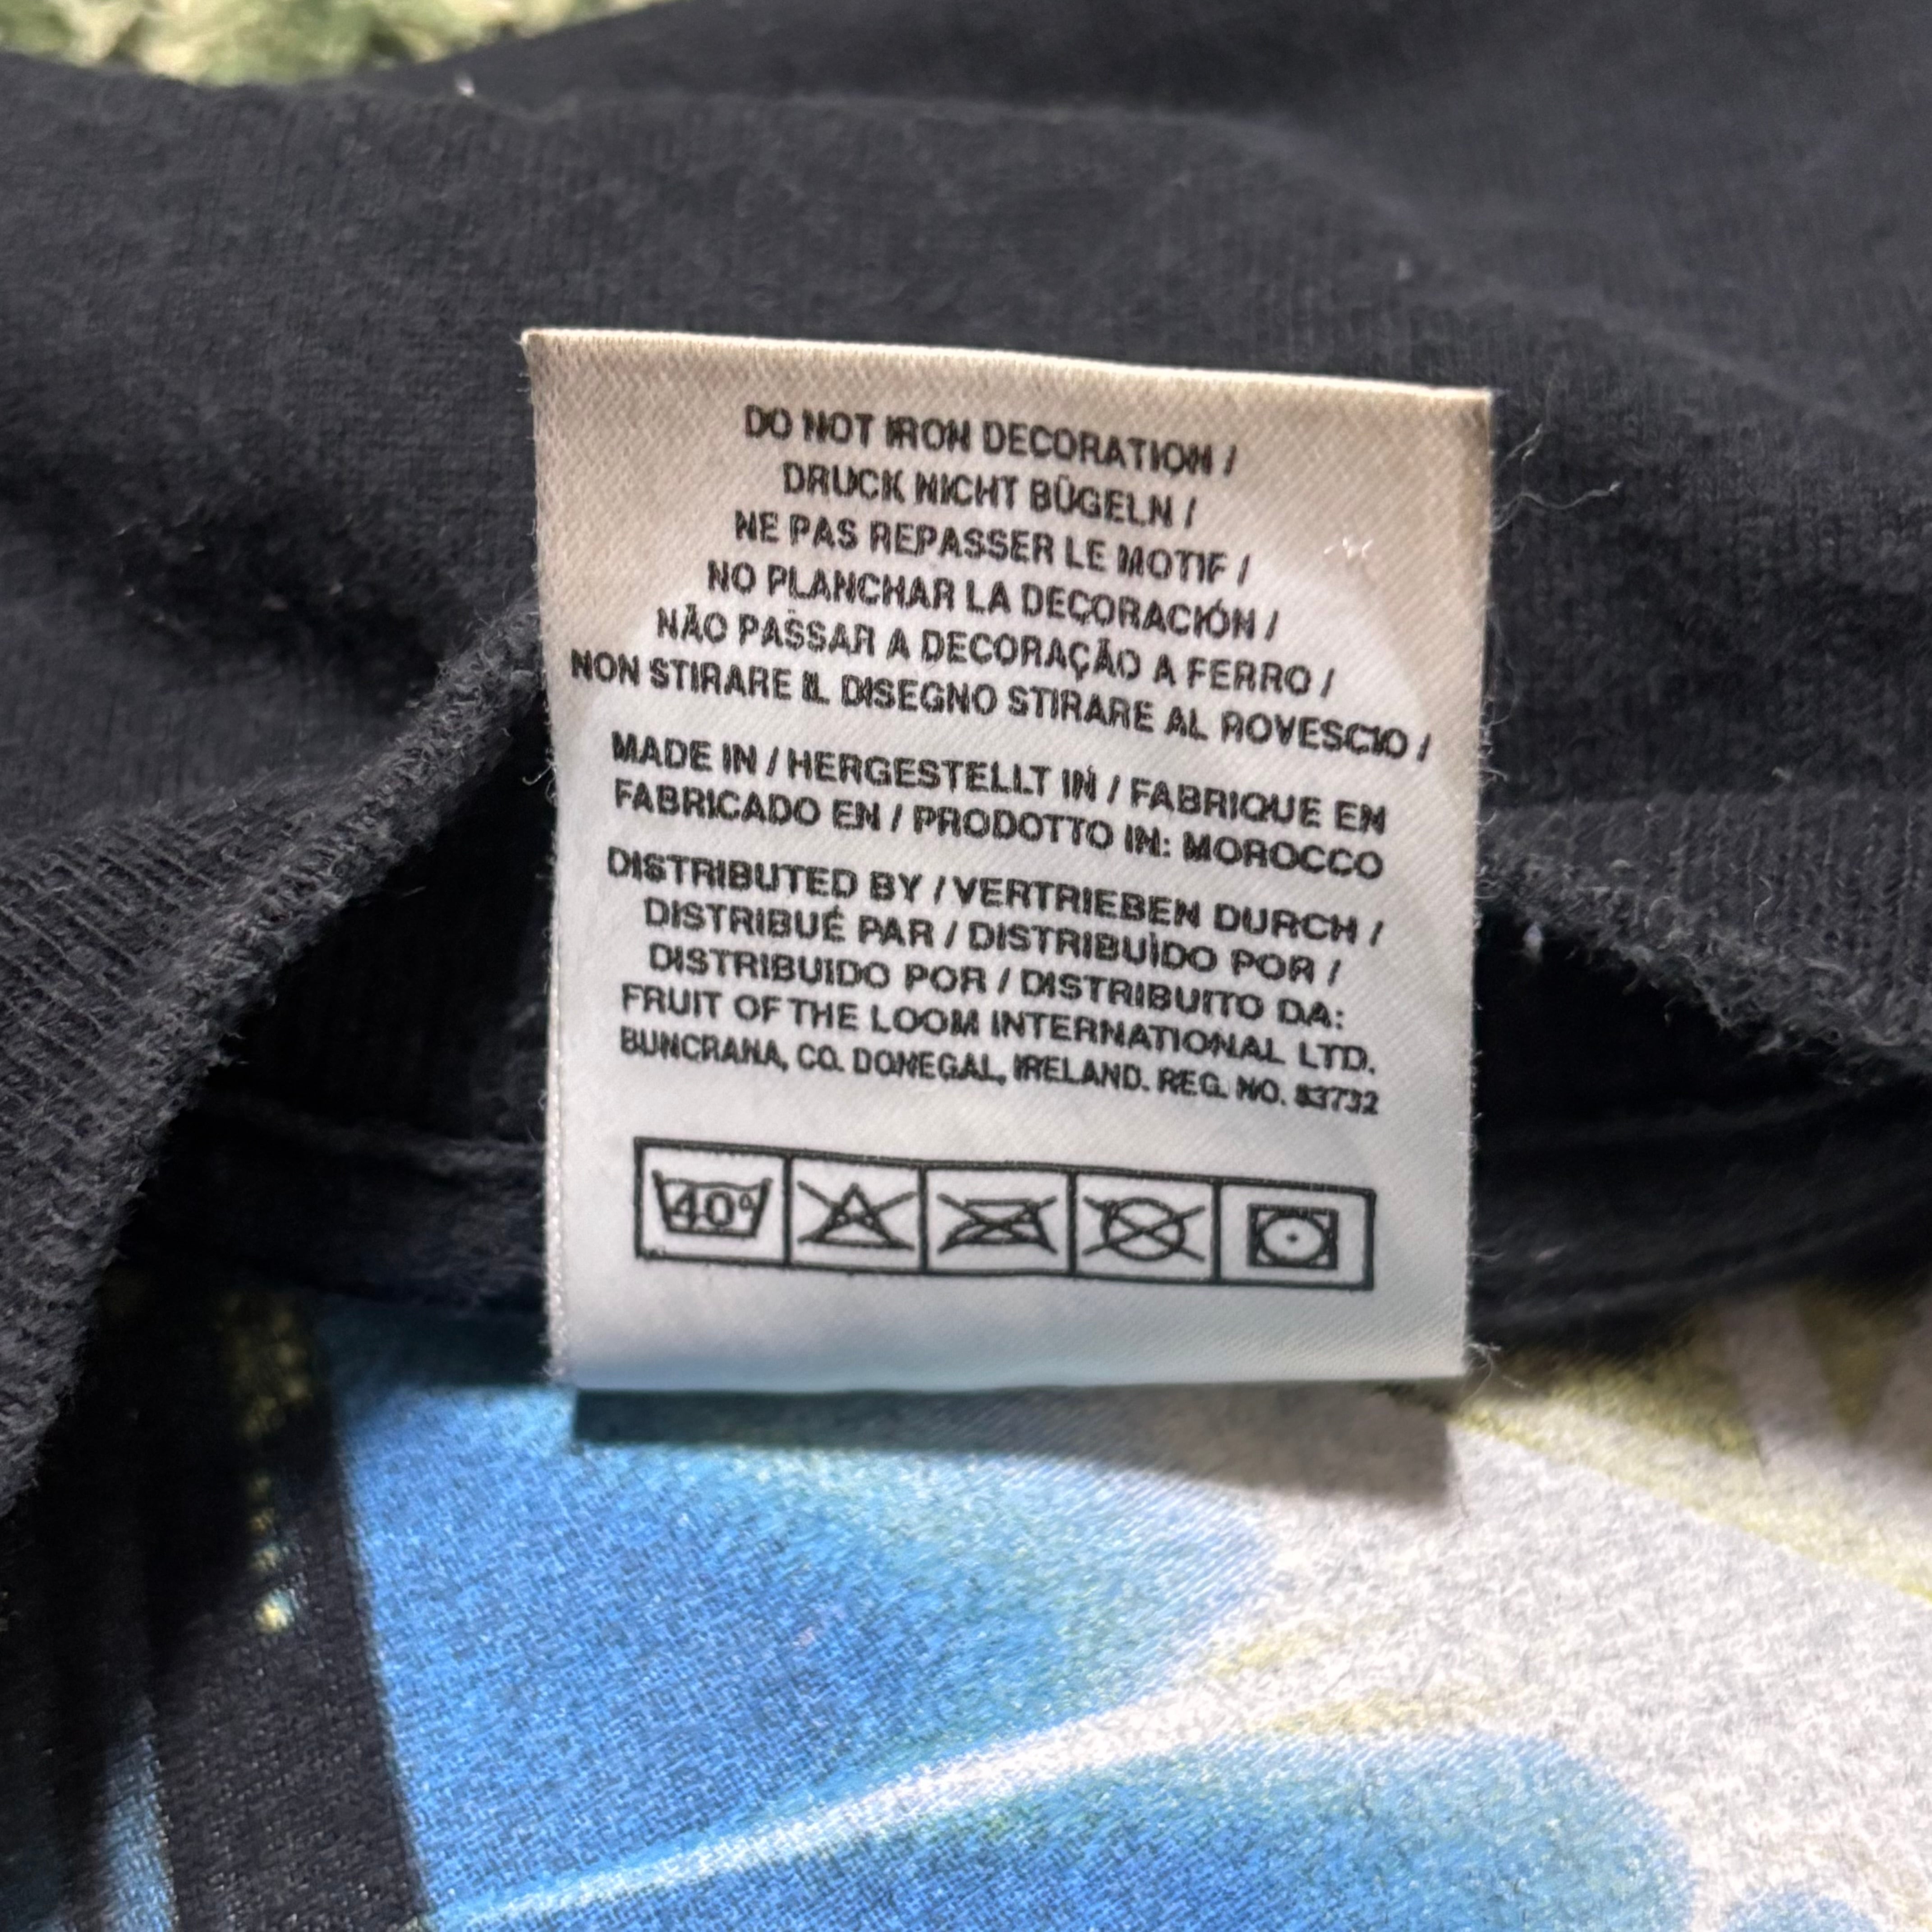 DO NOT IRON DECORATION /
DRUCK NICHT BÜGELN /
NE PAS REPASSER LE MOTIF /
NO PLANCHAR LA DECORACIÓN /
NÃO PASSAR A DECORAÇÃO A FERRO /
NON STIRARE IL DISEGNO STIRARE AL ROVESCIO /
MADE IN / HERGESTELLT IN / FABRIQUE EN
FABRICADO EN / PRODOTTO IN: MOROCCO
DISTRIBUTED BY / VERTRIEBEN DURCH /
DISTRIBUÉ PAR / DISTRIBUÌDO POR /
DISTRIBUIDO POR / DISTRIBUITO DA:
FRUIT OF THE LOOM INTERNATIONAL LTD.
BUNCRANA, CO. DONEGAL, IRELAND. REG. NO. 83732
40°